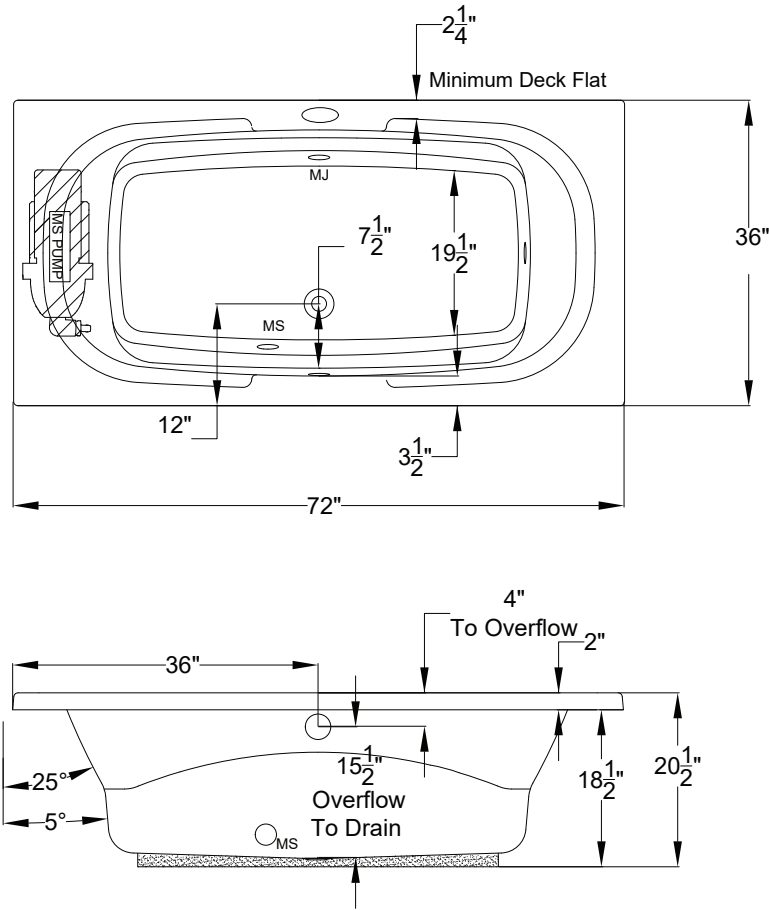 2 1/4"
Minimum Deck Flat
MJ
MS PUMP
7 1/2"
19 1/2"
36"
MS
12"
3 1/2"
72"
4"
To Overflow
2"
36"
15 1/2"
18 1/2"
20 1/2"
25°
Overflow
5°
To Drain
MS